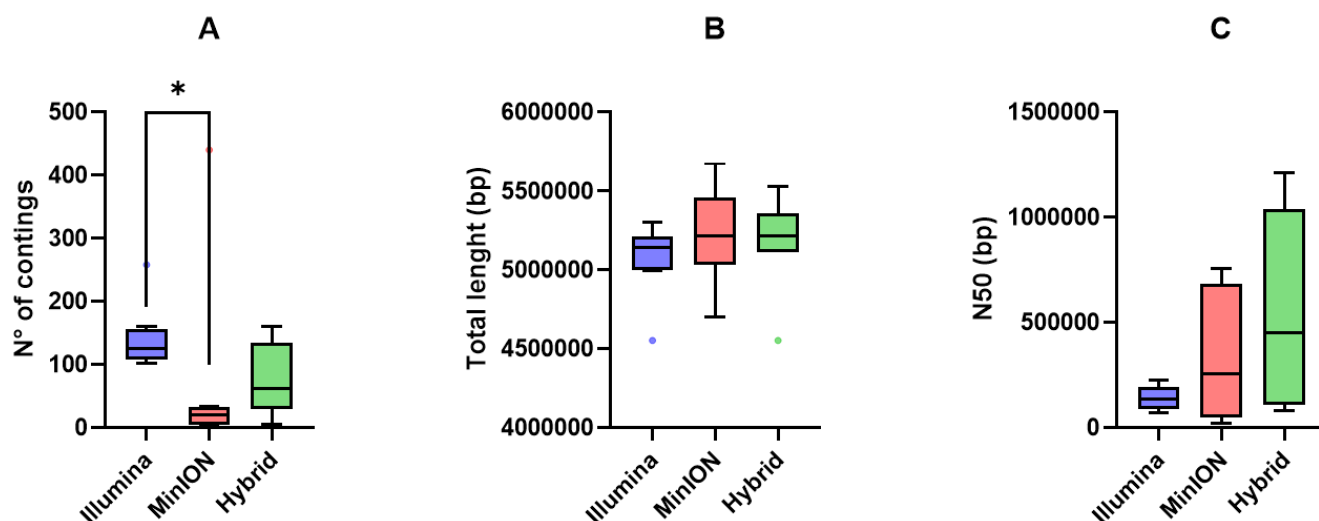 A
B
C
*
N° of contings
500
400
300
200
100
0
Illumina
MinION
Hybrid
Total lenght (bp)
6000000
5500000
5000000
4500000
4000000
Illumina
MinION
Hybrid
N50 (bp)
1500000
1000000
500000
0
Illumina
MinION
Hybrid